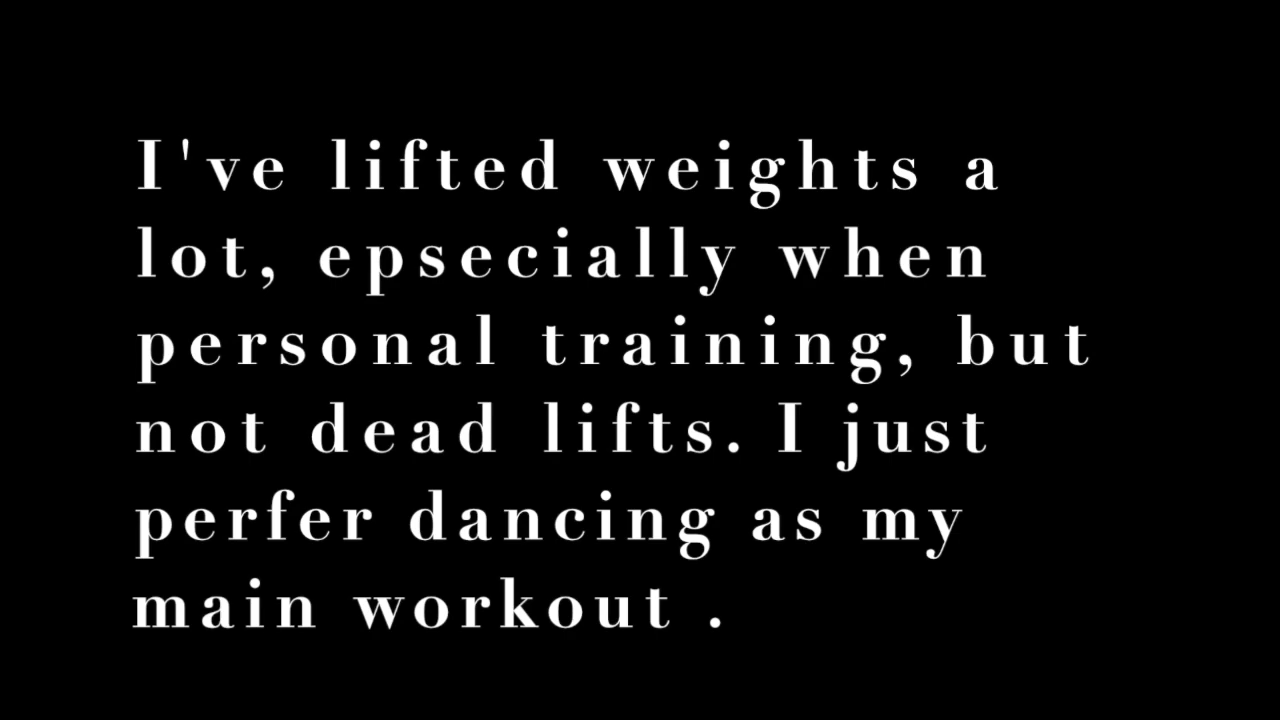 I've lifted weights a
lot, epsecially when
personal training, but
not dead lifts. I just
perfer dancing as my
main workout .